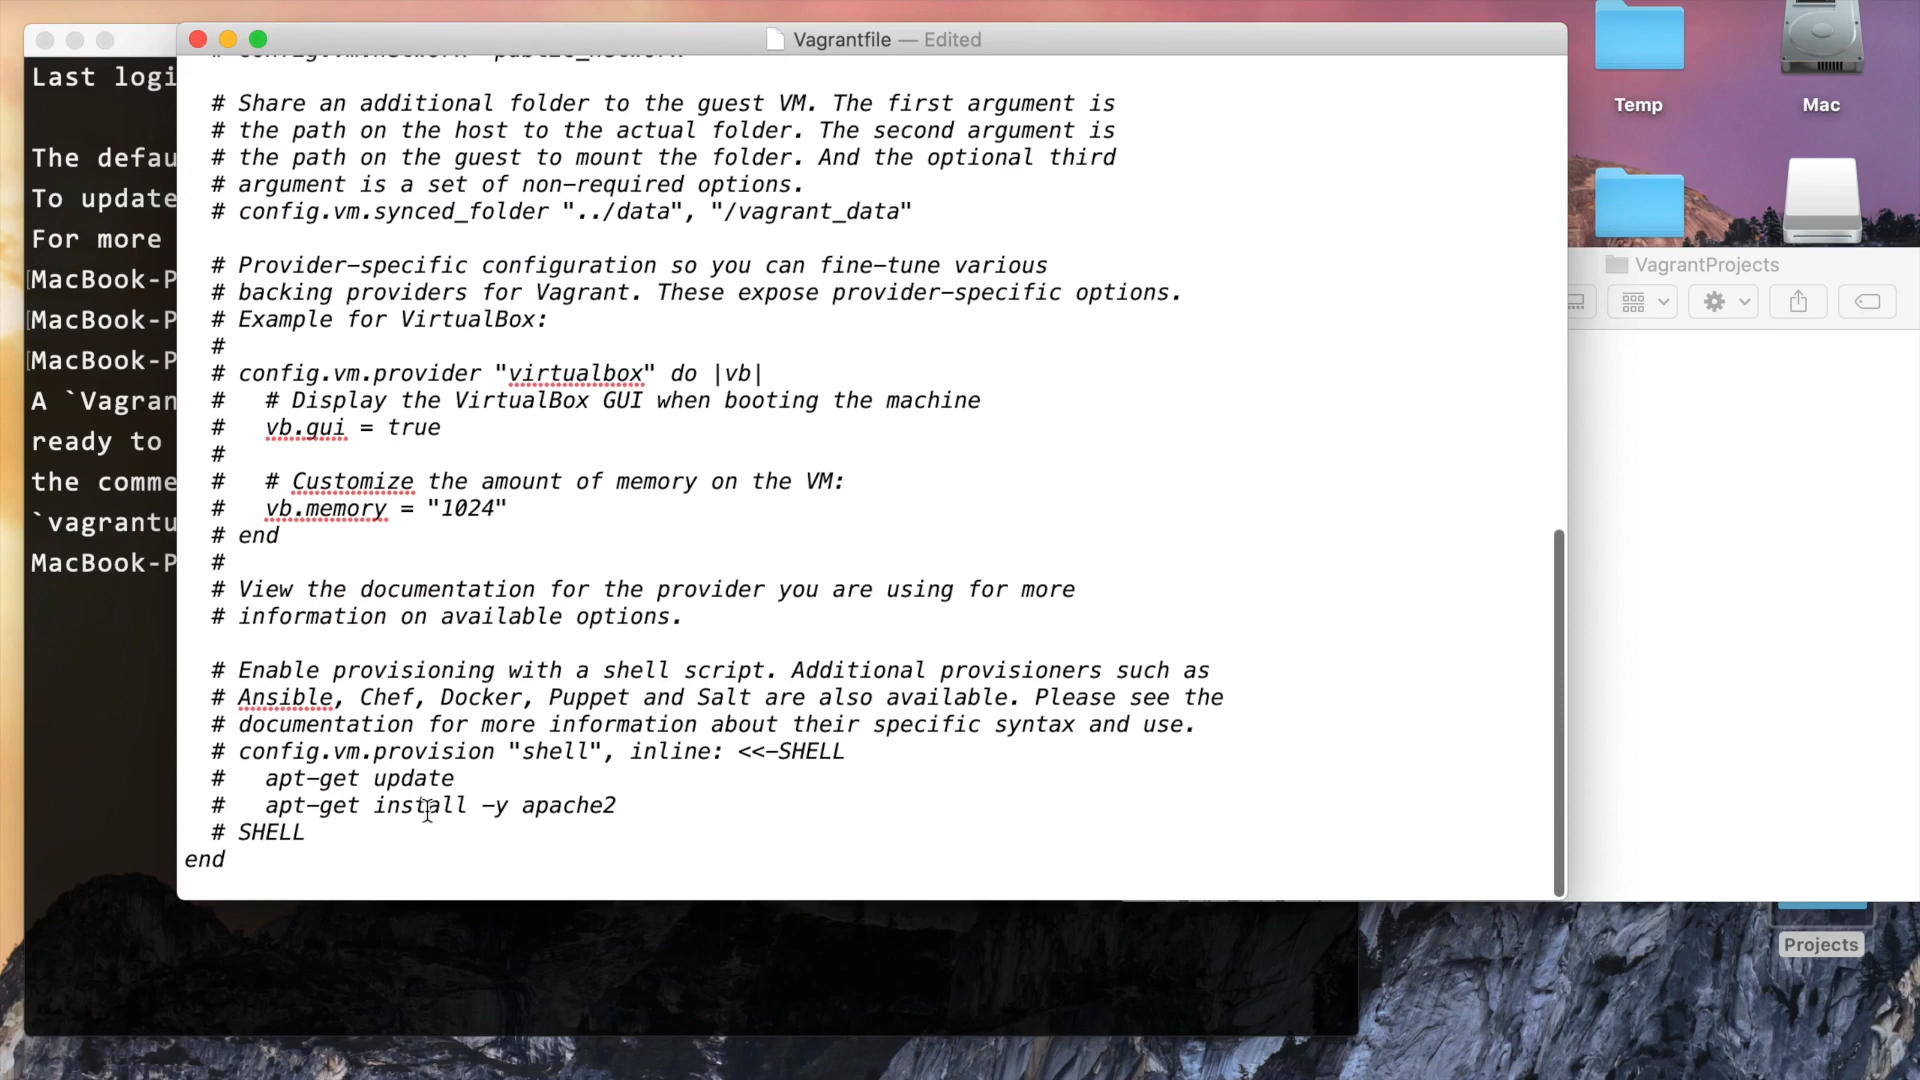 Vagrantfile — Edited
# Share an additional folder to the guest VM. The first argument is
# the path on the host to the actual folder. The second argument is
# the path on the guest to mount the folder. And the optional third
# argument is a set of non-required options.
# config.vm.synced_folder "../data", "/vagrant_data"
# Provider-specific configuration so you can fine-tune various
# backing providers for Vagrant. These expose provider-specific options.
# Example for VirtualBox:
#
# config.vm.provider "virtualbox" do |vb|
#   # Display the VirtualBox GUI when booting the machine
#   vb.gui = true
#
#   # Customize the amount of memory on the VM:
#   vb.memory = "1024"
# end
#
# View the documentation for the provider you are using for more
# information on available options.
# Enable provisioning with a shell script. Additional provisioners such as
# Ansible, Chef, Docker, Puppet and Salt are also available. Please see the
# documentation for more information about their specific syntax and use.
# config.vm.provision "shell", inline: <<-SHELL
#   apt-get update
#   apt-get install -y apache2
# SHELL
end
Last logi
The defau
To update
For more
MacBook-P
MacBook-P
MacBook-P
A `Vagran
ready to
the comme
`vagrantu
MacBook-P
Temp
Mac
VagrantProjects
Projects